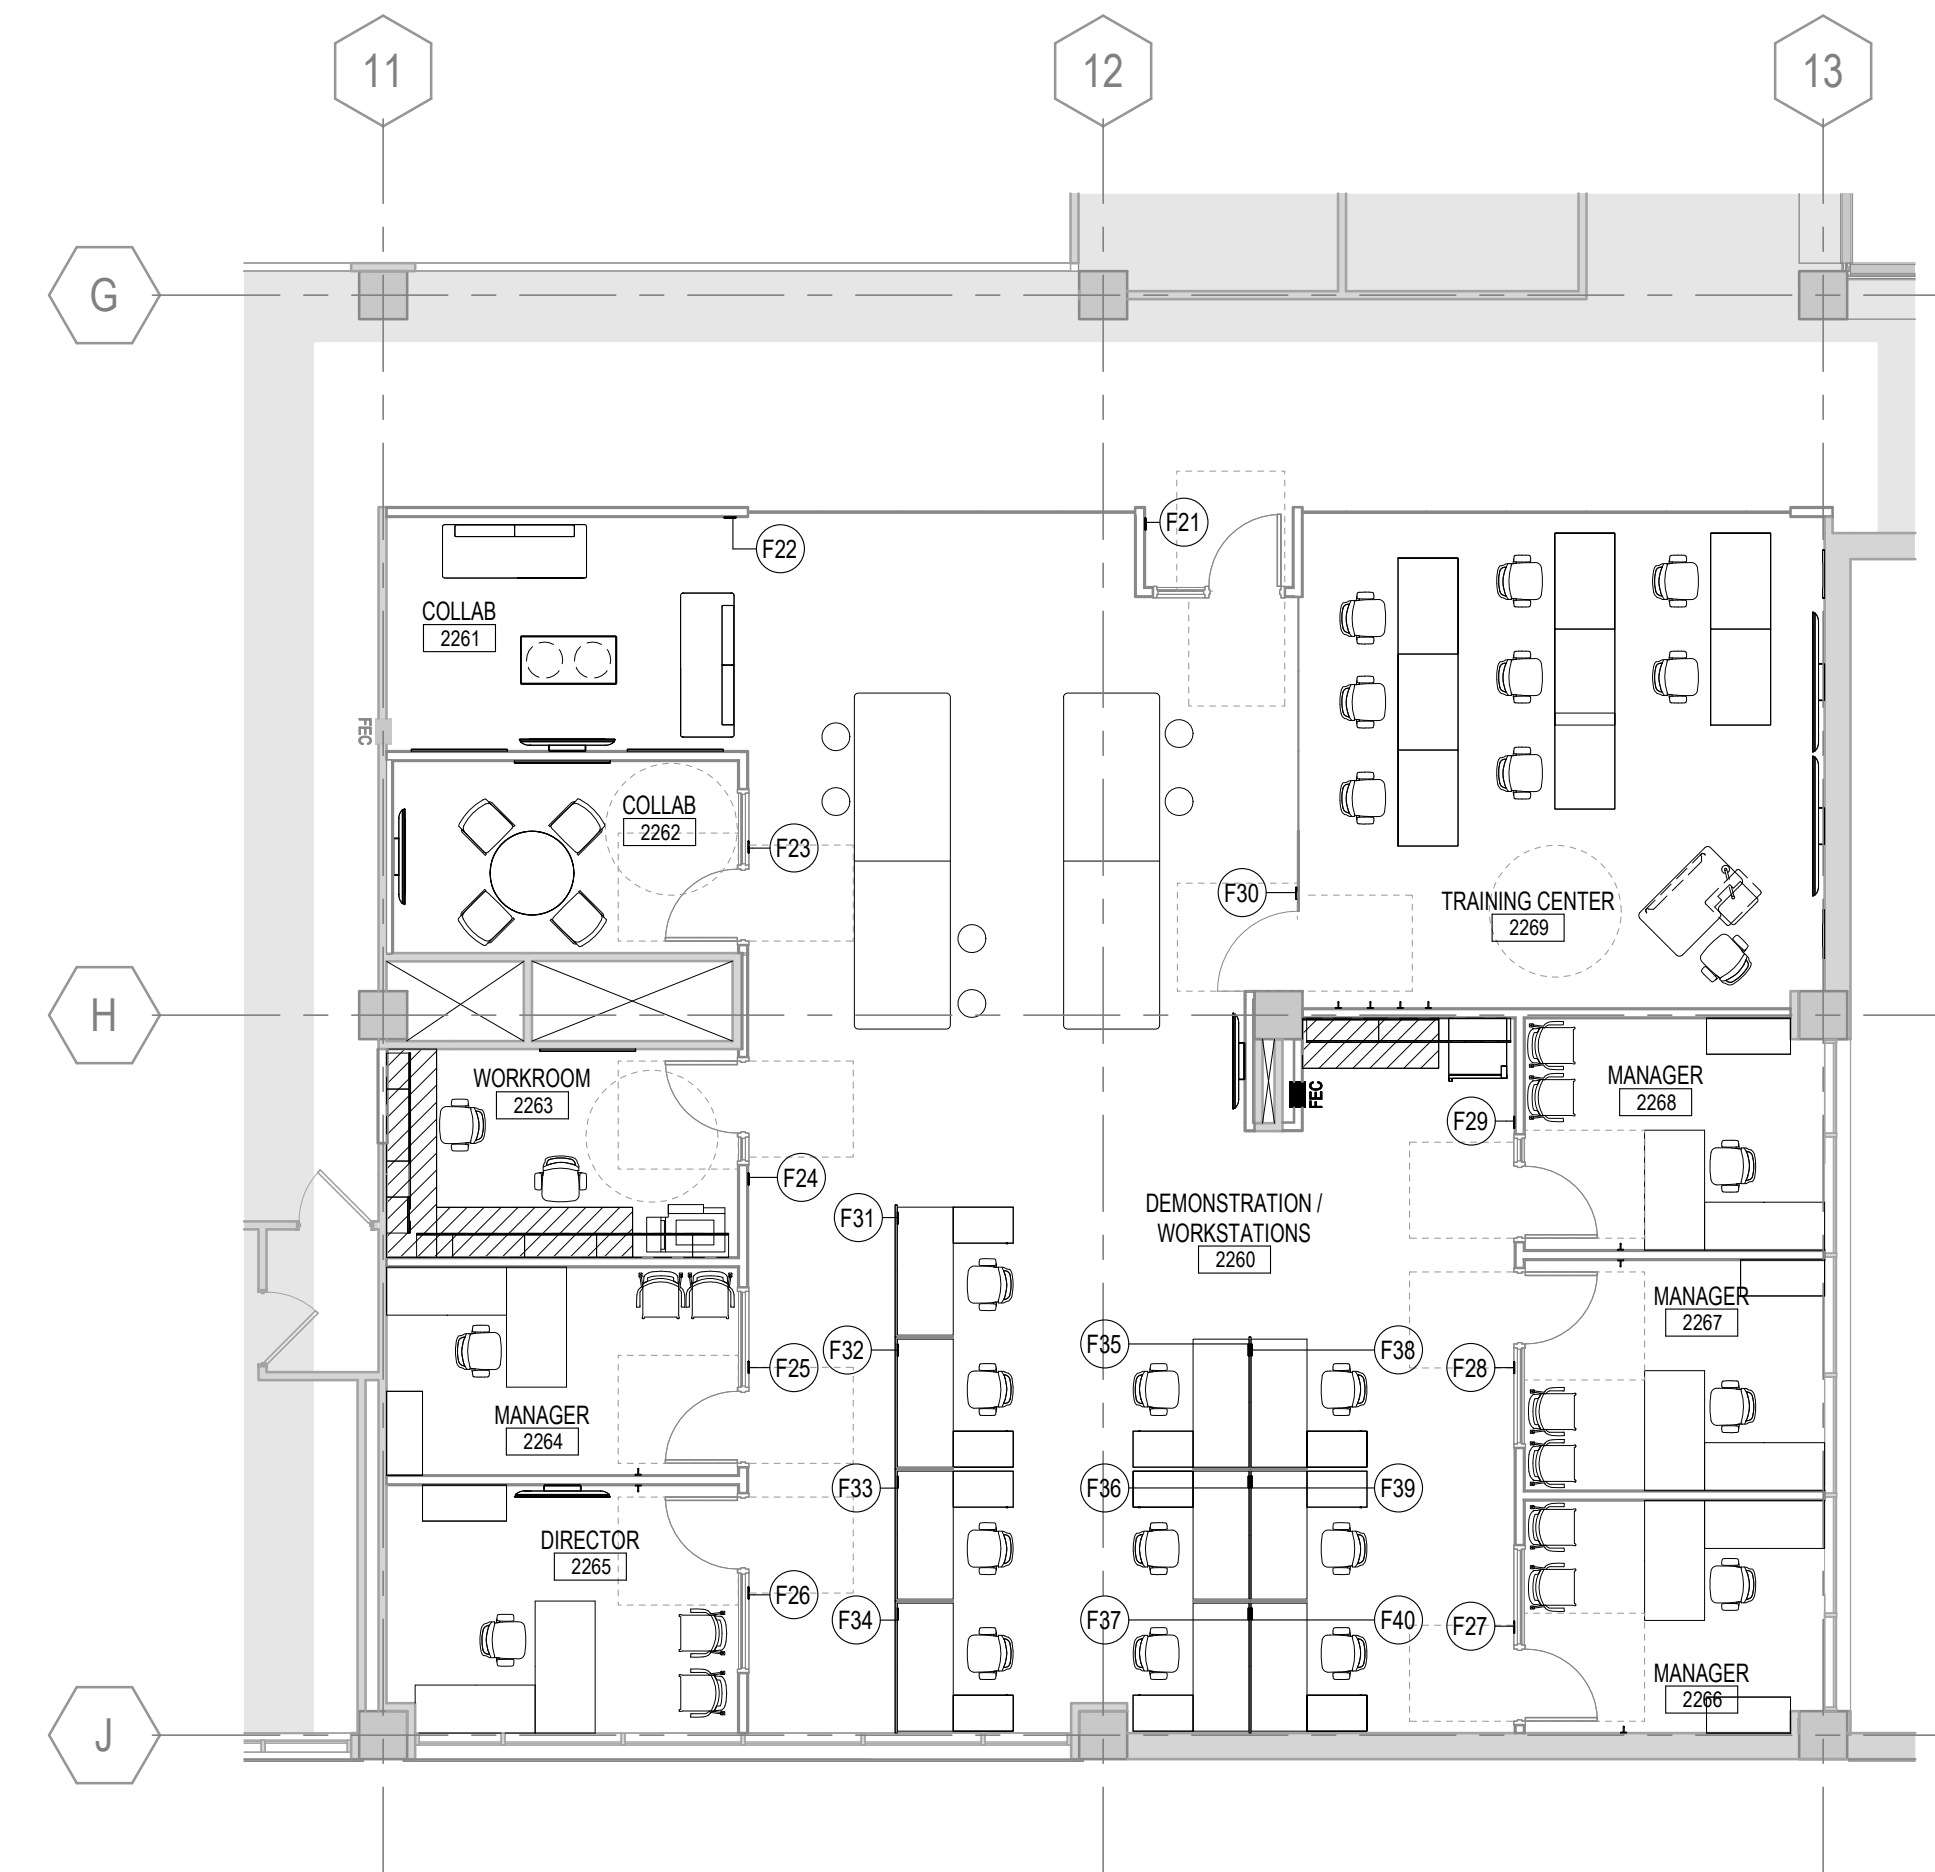 11
12
13
G
F21
F22
COLLAB
2261
FEC
COLLAB
2262
F23
F30
TRAINING CENTER
2269
H
WORKROOM
2263
MANAGER
2268
FEC
F29
F24
F31
DEMONSTRATION /
WORKSTATIONS
2260
MANAGER
2267
F32
F35
F38
F25
F28
MANAGER
2264
F33
F36
F39
DIRECTOR
2265
F26
F34
F37
F40
F27
MANAGER
2266
J